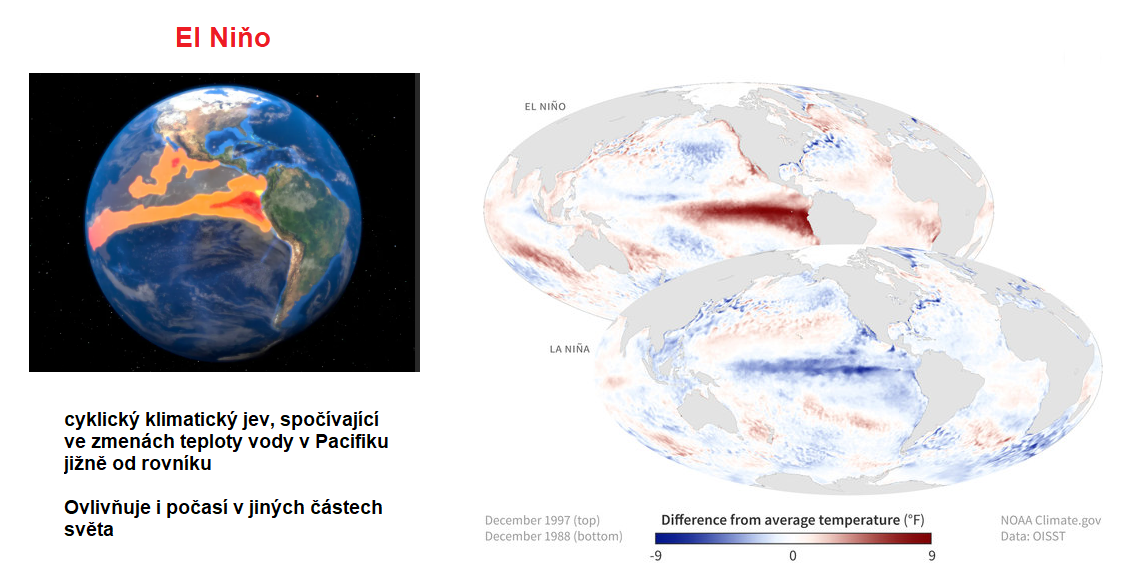 El Niňo
cyklický klimatický jev, spočívající
ve zmenách teploty vody v Pacifiku
jižně od rovníku
Ovlivňuje i počasí v jiných částech
světa
EL NIÑO
LA NIÑA
December 1997 (top)
December 1988 (bottom)
Difference from average temperature (°F)
-9 0 9
NOAA Climate.gov
Data: OISST